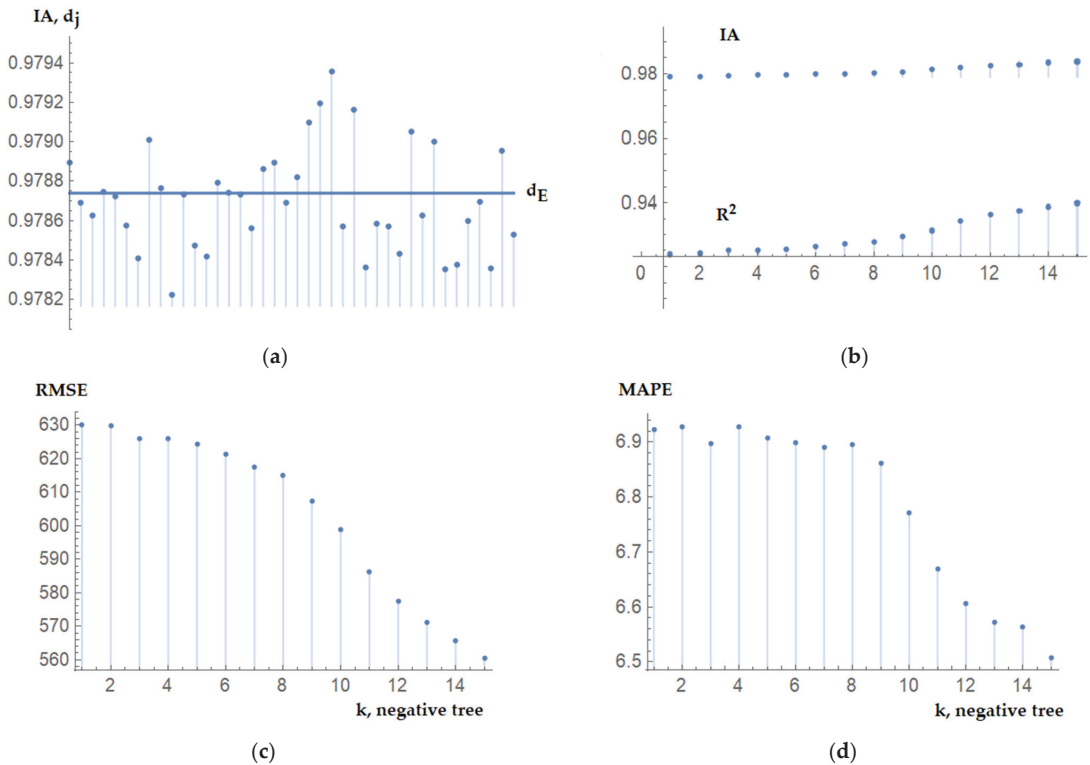 IA, dj
0.9794
0.9792
0.9790
0.9788
0.9786
0.9784
0.9782
dE
(a)
IA
0.98
0.96
0.94
R²
0 2 4 6 8 10 12 14
(b)
RMSE
630
620
610
600
590
580
570
560
2 4 6 8 10 12 14
k, negative tree
(c)
MAPE
6.9
6.8
6.7
6.6
6.5
2 4 6 8 10 12 14
k, negative tree
(d)